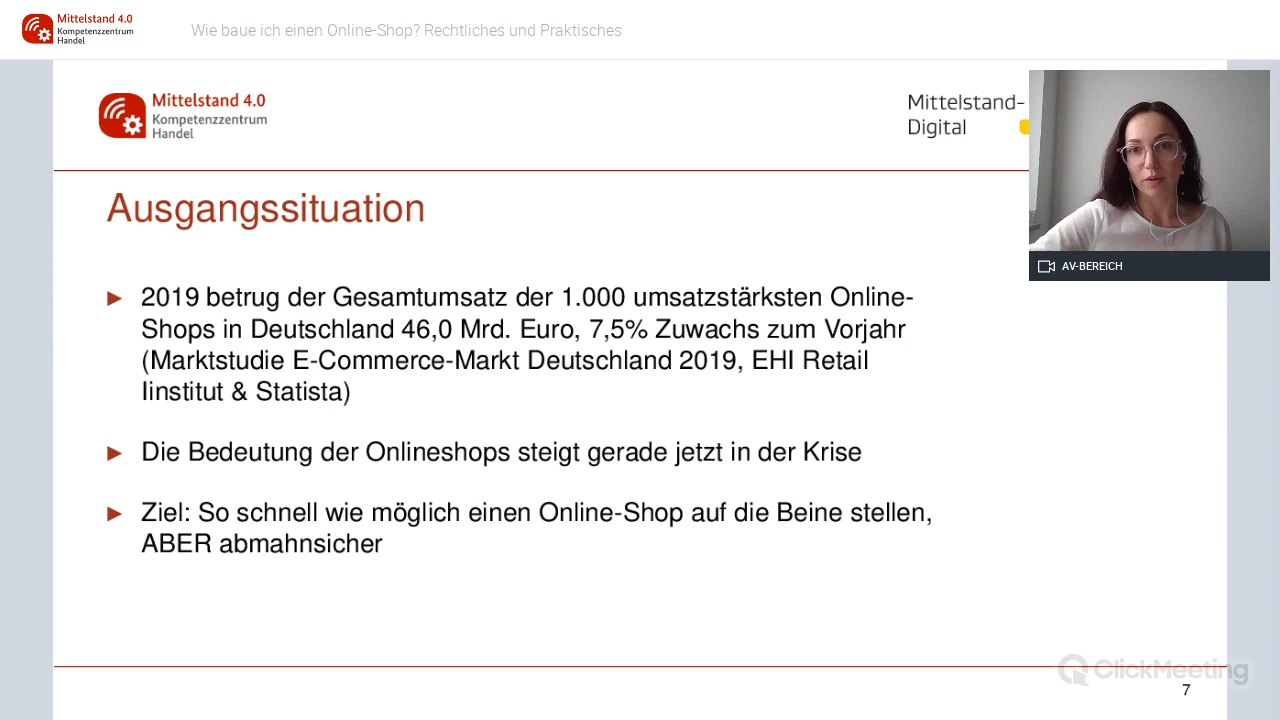 Mittelstand 4.0
Kompetenzzentrum
Handel
Wie baue ich einen Online-Shop? Rechtliches und Praktisches
Mittelstand 4.0
Kompetenzzentrum
Handel
Mittelstand-
Digital
AV-BEREICH
Ausgangssituation
► 2019 betrug der Gesamtumsatz der 1.000 umsatzstärksten Online-
Shops in Deutschland 46,0 Mrd. Euro, 7,5% Zuwachs zum Vorjahr
(Marktstudie E-Commerce-Markt Deutschland 2019, EHI Retail
Iinstitut & Statista)
► Die Bedeutung der Onlineshops steigt gerade jetzt in der Krise
► Ziel: So schnell wie möglich einen Online-Shop auf die Beine stellen,
ABER abmahnsicher
ClickMeeting
7